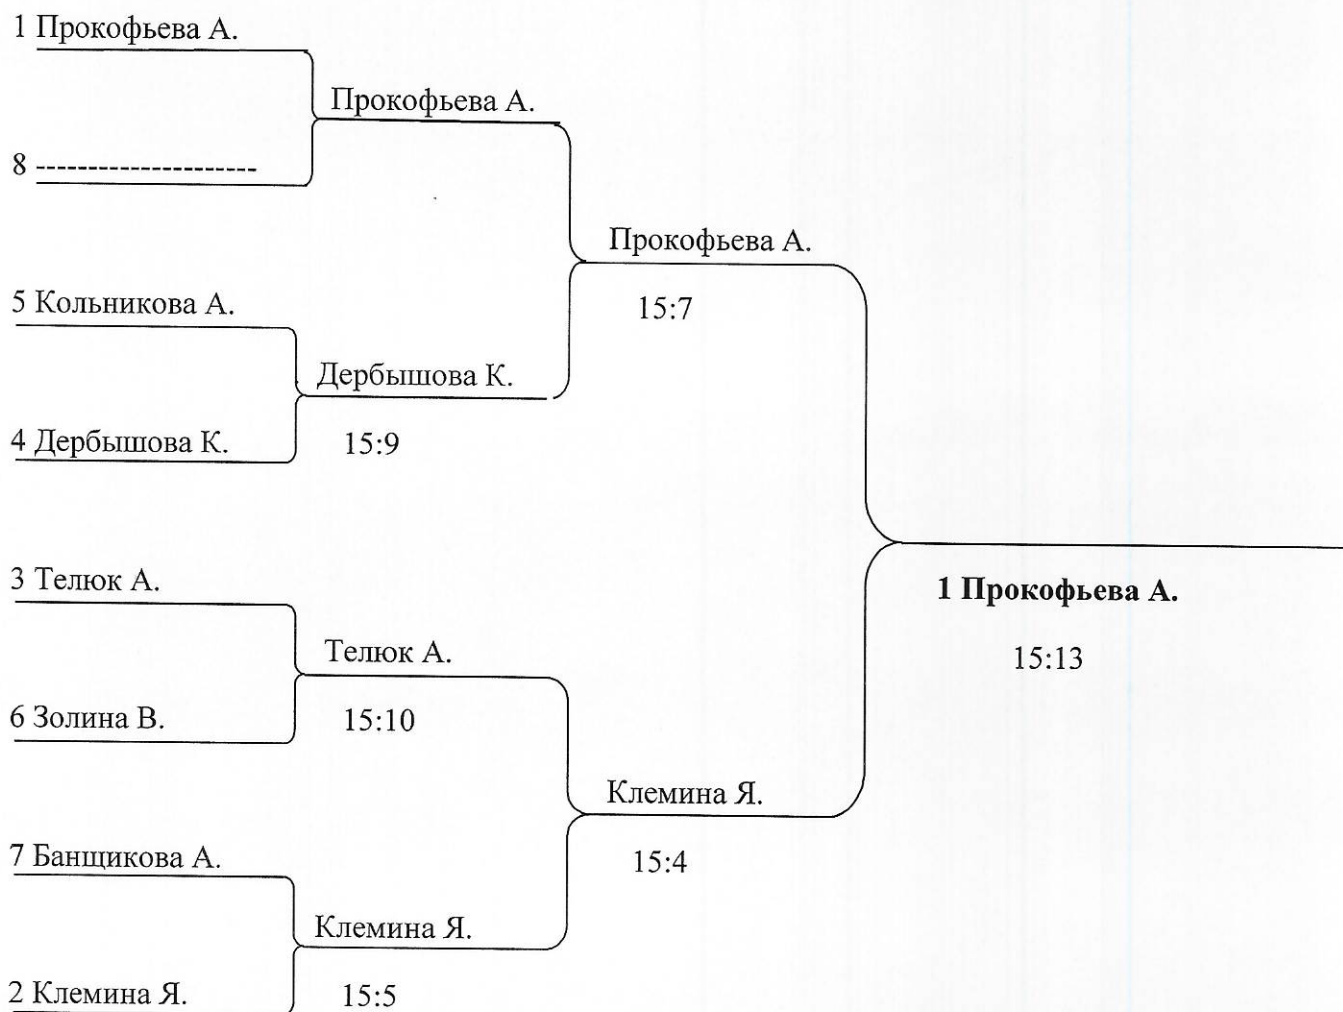 1 Прокофьева А.
Прокофьева А.
8 ---------------------
Прокофьева А.
15:7
5 Кольникова А.
Дербышова К.
4 Дербышова К.
15:9
3 Телюк А.
1 Прокофьева А.
Телюк А.
15:13
6 Золина В.
15:10
Клемина Я.
7 Банщикова А.
15:4
Клемина Я.
2 Клемина Я.
15:5